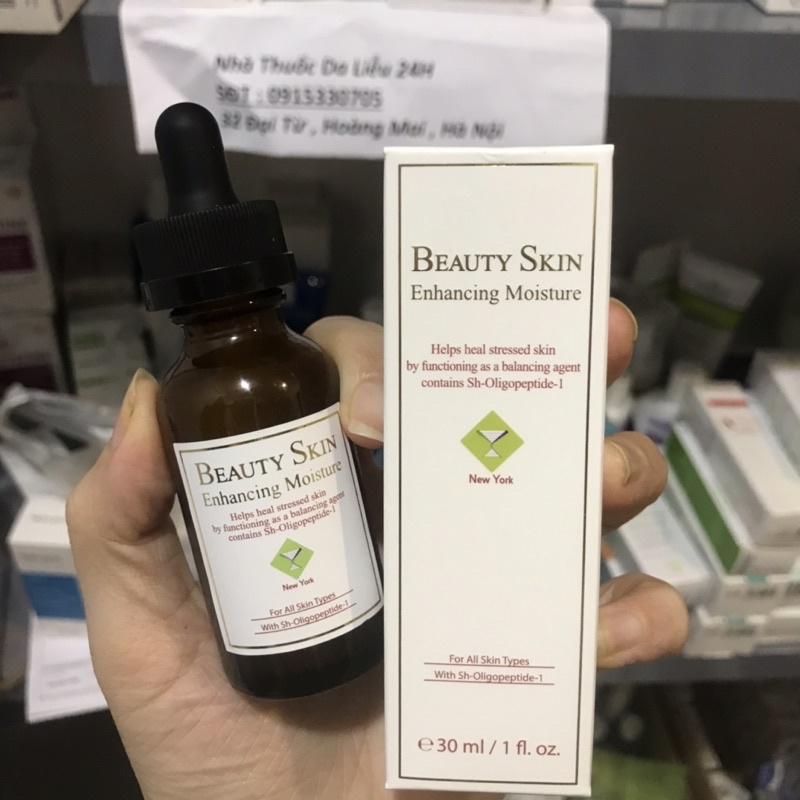 Nhà Thuốc Da Liễu 24H
SĐT : 0915330705
32 Đại Từ , Hoàng Mai , Hà Nội
BEAUTY SKIN
Enhancing Moisture
Helps heal stressed skin
by functioning as a balancing agent
contains Sh-Oligopeptide-1
New York
For All Skin Types
With Sh-Oligopeptide-1
BEAUTY SKIN
Enhancing Moisture
Helps heal stressed skin
by functioning as a balancing agent
contains Sh-Oligopeptide-1
New York
For All Skin Types
With Sh-Oligopeptide-1
℮ 30 ml / 1 fl. oz.